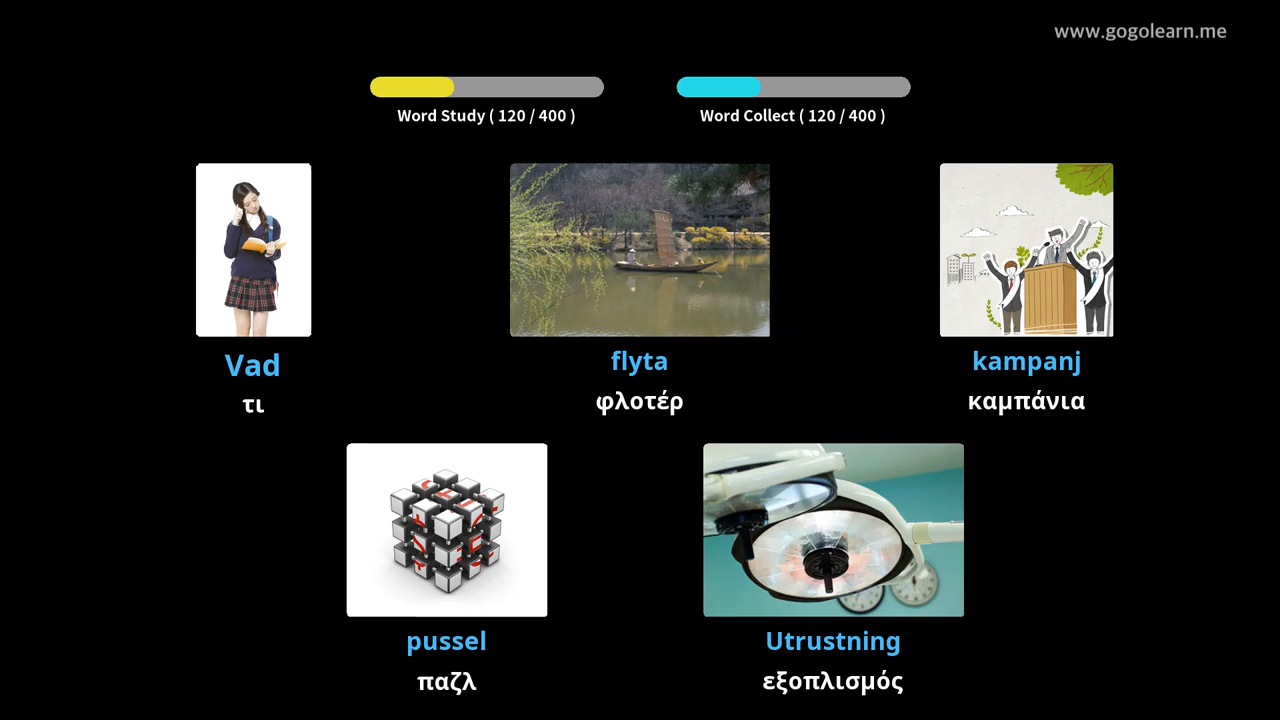 www.gogolearn.me
Word Study ( 120 / 400 )
Word Collect ( 120 / 400 )
Vad
τι
flyta
φλοτέρ
kampanj
καμπάνια
pussel
παζλ
Utrustning
εξοπλισμός